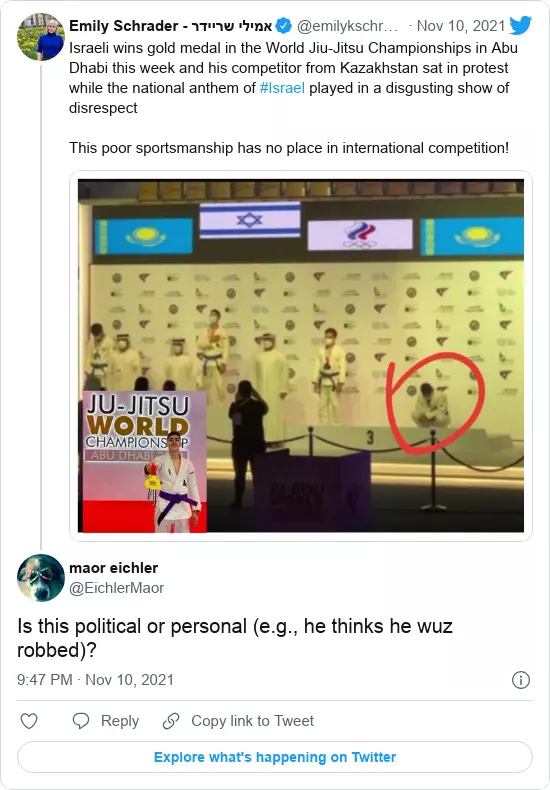 Emily Schrader - אמילי שריידר @emilykschr... · Nov 10, 2021
Israeli wins gold medal in the World Jiu-Jitsu Championships in Abu
Dhabi this week and his competitor from Kazakhstan sat in protest
while the national anthem of #Israel played in a disgusting show of
disrespect
This poor sportsmanship has no place in international competition!
3
JU-JITSU
WORLD
CHAMPIONSHIP
ABU DHABI
JU-JITSU
WORLD
maor eichler
@EichlerMaor
Is this political or personal (e.g., he thinks he wuz
robbed)?
9:47 PM · Nov 10, 2021
Reply
Copy link to Tweet
Explore what's happening on Twitter